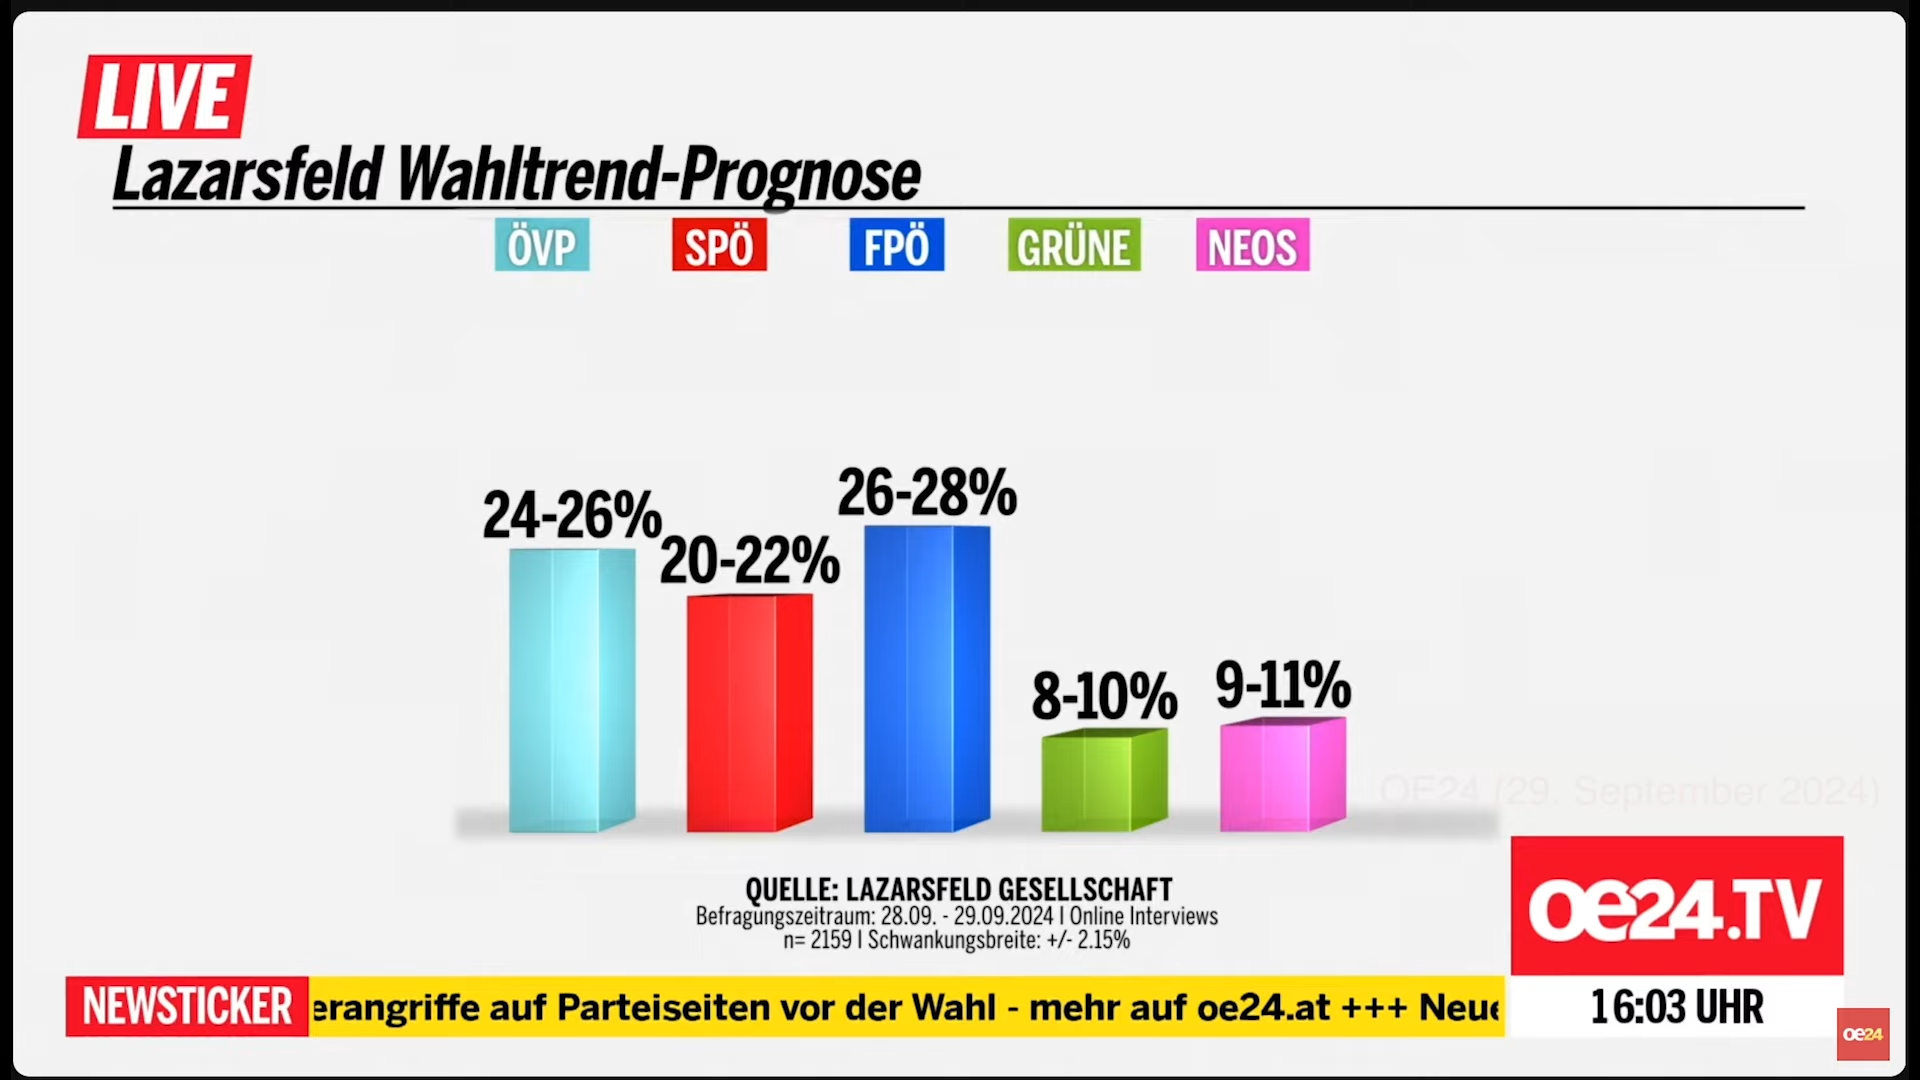 LIVE
Lazarsfeld Wahltrend-Prognose
ÖVP SPÖ FPÖ GRÜNE NEOS
24-26% 20-22% 26-28% 8-10% 9-11%
OE24 (29. September 2024)
QUELLE: LAZARSFELD GESELLSCHAFT
Befragungszeitraum: 28.09. - 29.09.2024 | Online Interviews
n= 2159 | Schwankungsbreite: +/- 2.15%
oe24.TV
NEWSTICKER erangriffe auf Parteiseiten vor der Wahl - mehr auf oe24.at +++ Neue
16:03 UHR
oe24